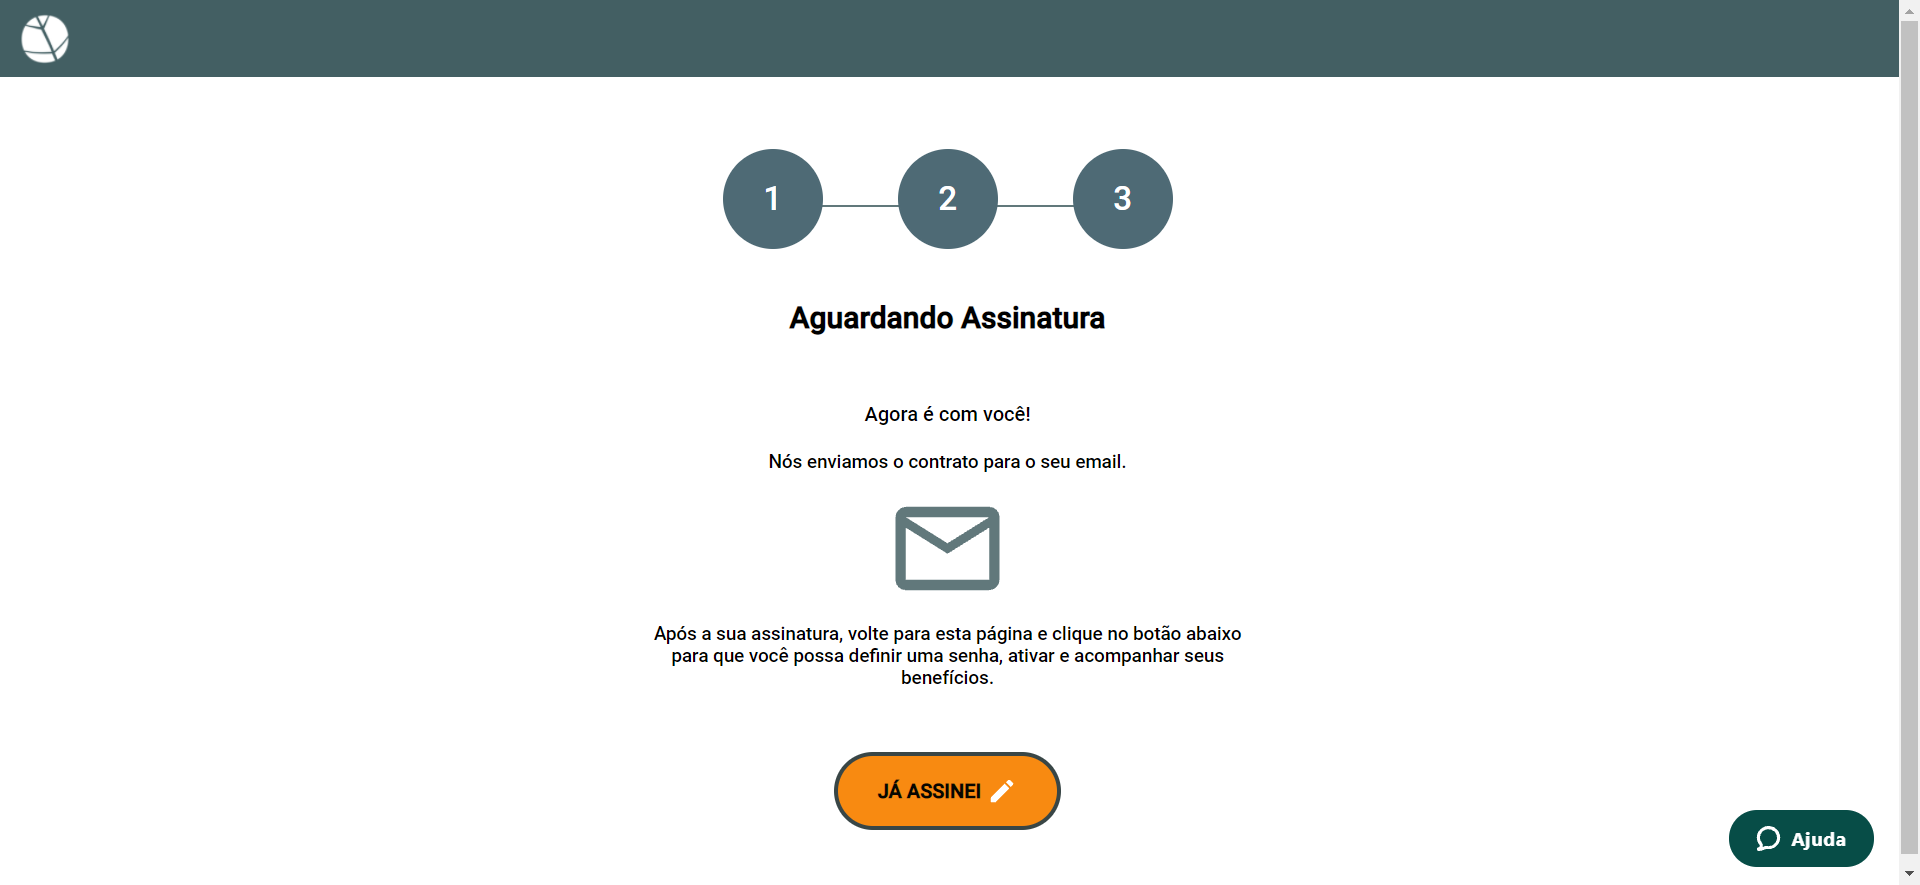 1
2
3
Aguardando Assinatura
Agora é com você!
Nós enviamos o contrato para o seu email.
Após a sua assinatura, volte para esta página e clique no botão abaixo
para que você possa definir uma senha, ativar e acompanhar seus
benefícios.
JÁ ASSINEI
Ajuda